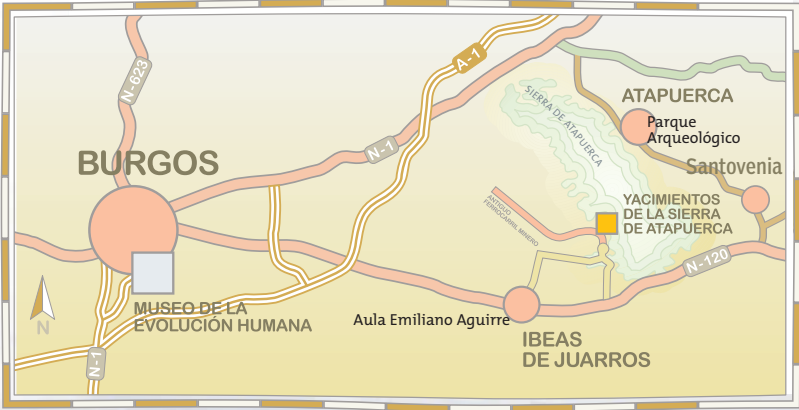 N-623
A-1
SIERRA DE ATAPUERCA
ATAPUERCA
Parque
Arqueológico
BURGOS
N-1
Santovenia
ANTIGUO
FERROCARRIL MINERO
YACIMIENTOS
DE LA SIERRA
DE ATAPUERCA
N-120
MUSEO DE LA
EVOLUCIÓN HUMANA
N
Aula Emiliano Aguirre
IBEAS
DE JUARROS
N-1